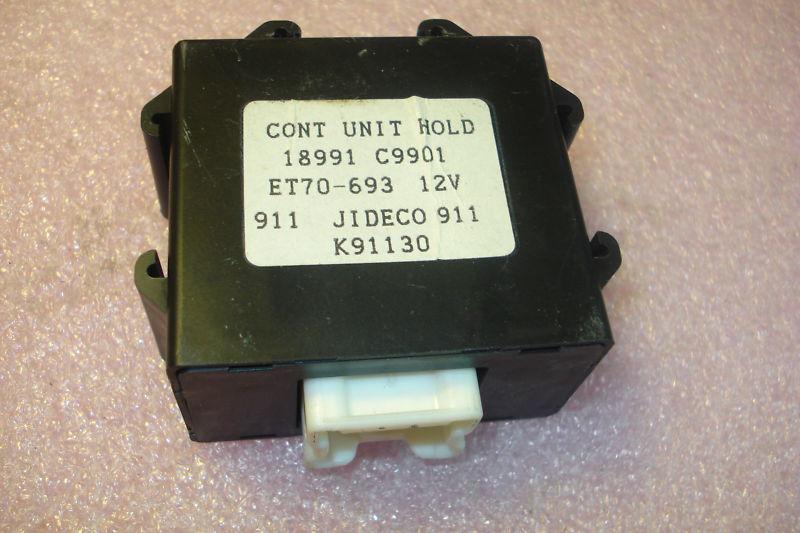 CONT UNIT HOLD
18991 C9901
ET70-693 12V
911 JIDECO 911
K91130